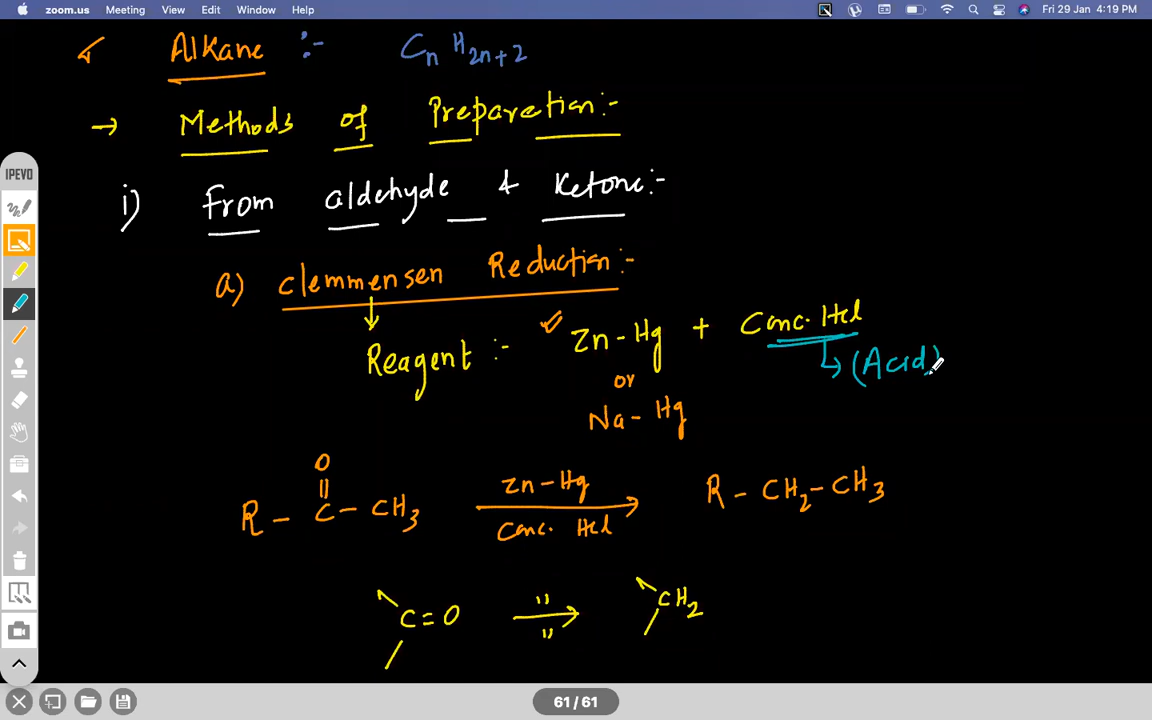 zoom.us Meeting View Edit Window Help Fri 29 Jan 4:19 PM
Alkane :- CnH2n+2
→ Methods of Preparation:-
i) From aldehyde & Ketone:-
a) Clemmensen Reduction:-
IPEVO
Reagent :- Zn-Hg + Conc. Hcl
→ (Acid)
or
Na-Hg
O
||
R - C - CH3 Zn-Hg → R - CH2 - CH3
Conc. Hcl
C=O " → CH2
"
61/61